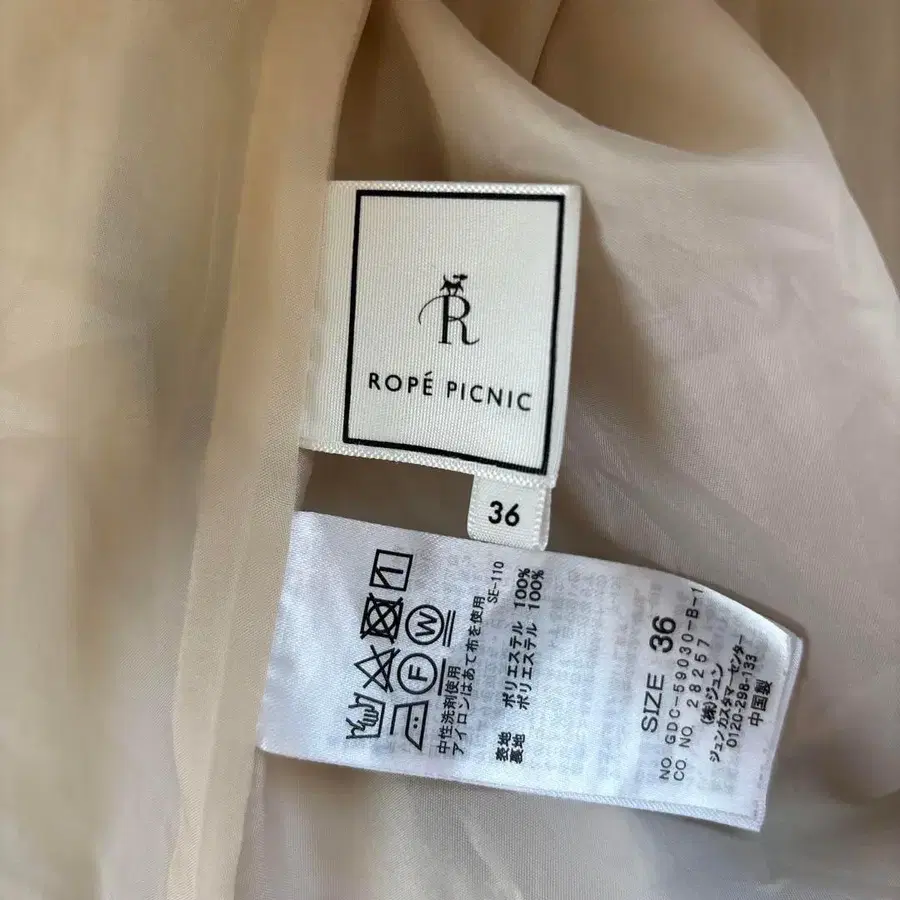 R
ROPÉ PICNIC
36
SE-110
中性洗剤使用
アイロンはあて布を使用
表地 ポリエステル 100%
裏地 ポリエステル 100%
SIZE 36
NO. GDC-59030-B-1
CO. NO. 28257
(株)ジュン
ジュンカスタマーセンター
0120-298-133
中国製
F
W